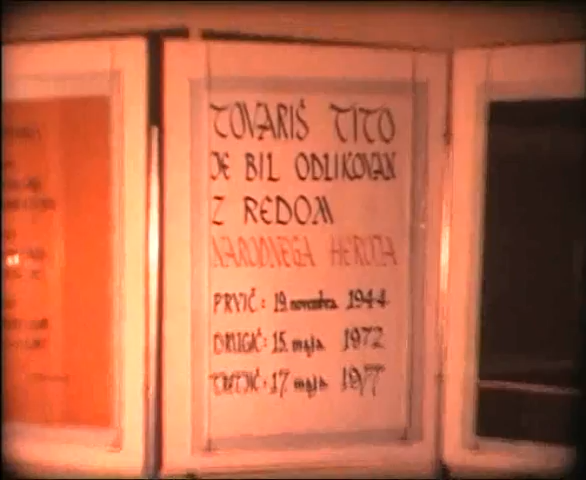 TOVARIŠ TITO
JE BIL ODLIKOVAN
Z REDOM
NARODNEGA HEROJA
PRVIČ: 19. novembra 1944
DRUGIČ: 15. maja 1972
TRETJIČ: 17. maja 1977